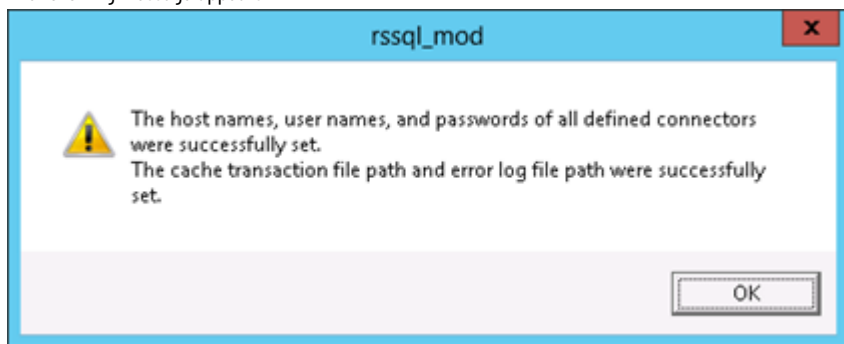 rssql_mod
x
The host names, user names, and passwords of all defined connectors
were successfully set.
The cache transaction file path and error log file path were successfully
set.
OK